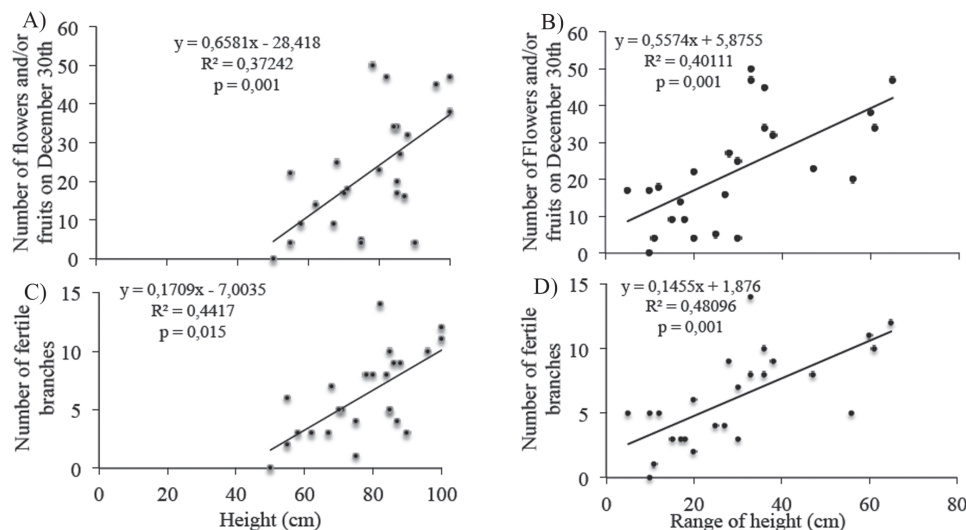 A)
Number of flowers and/or
fruits on December 30th
60
50
40
30
20
10
0
y = 0,6581x - 28,418
R² = 0,37242
p = 0,001
B)
Number of Flowers and/or
fruits on December 30th
60
50
40
30
20
10
0
y = 0,5574x + 5,8755
R² = 0,40111
p = 0,001
C)
Number of fertile
branches
15
10
5
0
y = 0,1709x - 7,0035
R² = 0,4417
p = 0,015
0 20 40 60 80 100
Height (cm)
D)
Number of fertile
branches
15
10
5
0
y = 0,1455x + 1,876
R² = 0,48096
p = 0,001
0 20 40 60 80
Range of height (cm)